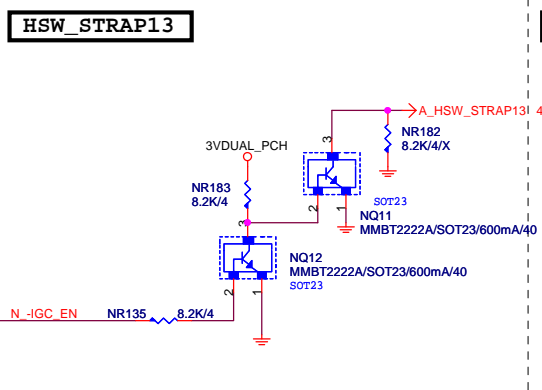 HSW_STRAP13
A_HSW_STRAP13 4
3
NR182
8.2K/4/X
3VDUAL_PCH
NR183
8.2K/4
SOT23
2
1
NQ11
MMBT2222A/SOT23/600mA/40
3
NQ12
MMBT2222A/SOT23/600mA/40
SOT23
2
1
N_-IGC_EN NR135 8.2K/4